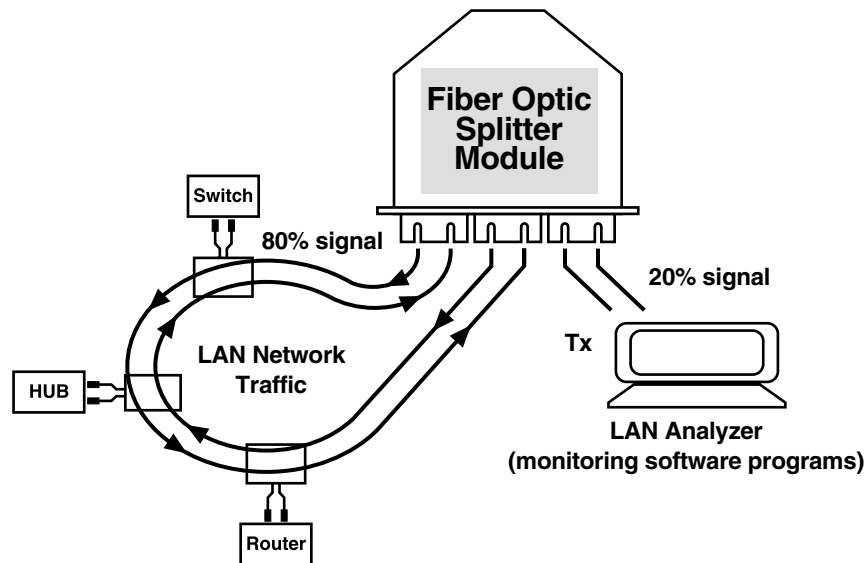 Fiber Optic
Splitter
Module
Switch
80% signal
20% signal
Tx
LAN Network
Traffic
HUB
LAN Analyzer
(monitoring software programs)
Router